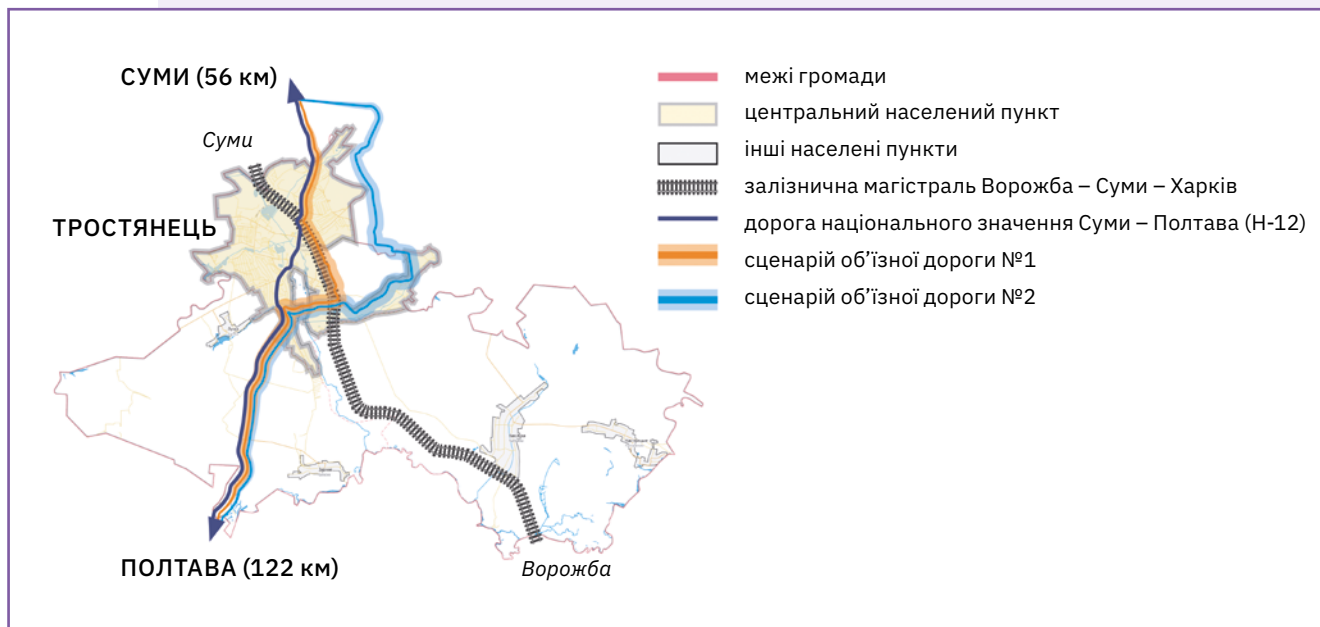 СУМИ (56 км)
Суми
ТРОСТЯНЕЦЬ
ПОЛТАВА (122 км)
Ворожба
межі громади
центральний населений пункт
інші населені пункти
залізнична магістраль Ворожба – Суми – Харків
дорога національного значення Суми – Полтава (Н-12)
сценарій об’їзної дороги №1
сценарій об’їзної дороги №2